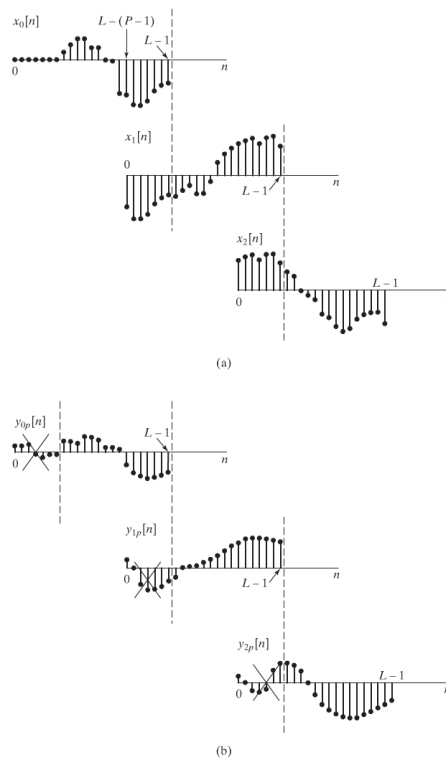 x₀[n]
L – (P – 1)
L – 1
0
n
x₁[n]
0
L – 1
n
x₂[n]
0
L – 1
(a)
y₀ₚ[n]
L – 1
0
n
y₁ₚ[n]
0
L – 1
n
y₂ₚ[n]
0
L – 1
(b)